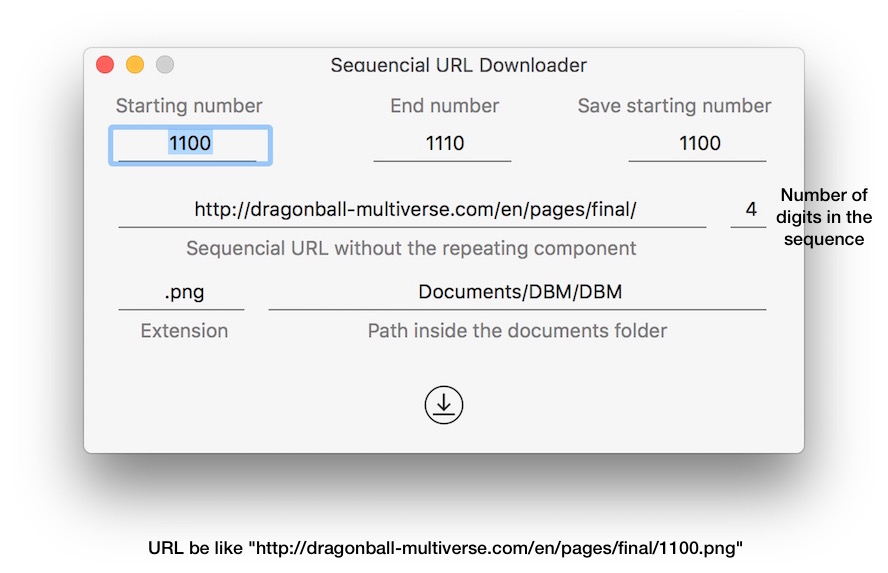 Sequencial URL Downloader
Starting number End number Save starting number
1100 1110 1100
http://dragonball-multiverse.com/en/pages/final/ 4
Number of
digits in the
sequence
Sequencial URL without the repeating component
.png Documents/DBM/DBM
Extension Path inside the documents folder
URL be like "http://dragonball-multiverse.com/en/pages/final/1100.png"